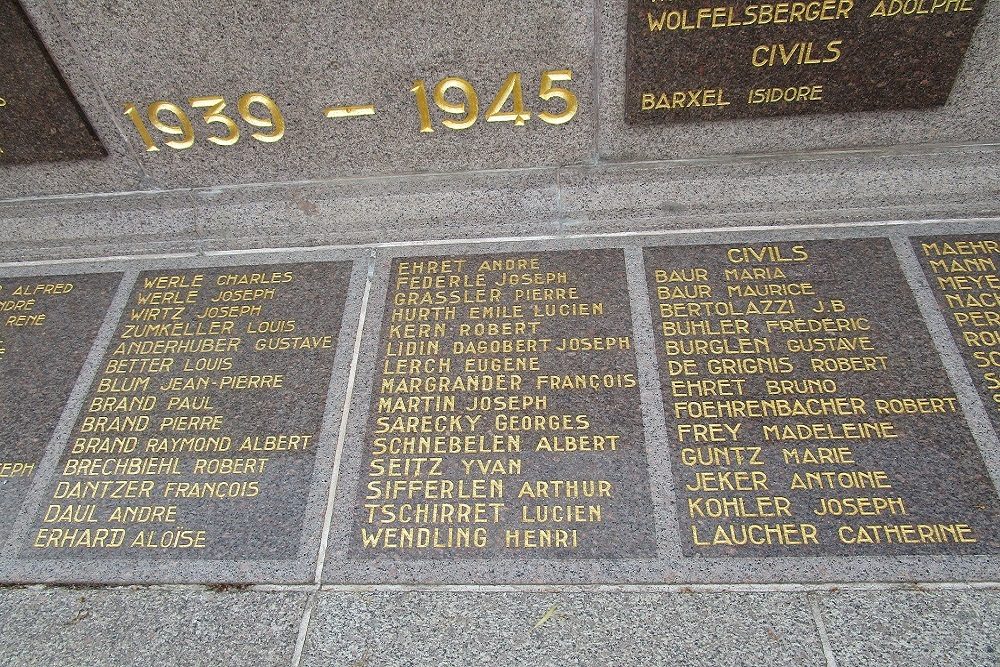 WOLFELSBERGER ADOLPHE
CIVILS
BARXEL ISIDORE
1939 - 1945
ALFRED
RENE
WERLE CHARLES
WERLE JOSEPH
WIRTZ JOSEPH
ZUMKELLER LOUIS
ANDERHUBER GUSTAVE
BETTER LOUIS
BLUM JEAN-PIERRE
BRAND PAUL
BRAND PIERRE
BRAND RAYMOND ALBERT
BRECHBIEHL ROBERT
DANTZER FRANÇOIS
DAUL ANDRE
ERHARD ALOÏSE
EHRET ANDRE
FEDERLE JOSEPH
GRASSLER PIERRE
HURTH EMILE LUCIEN
KERN ROBERT
LIDIN DAGOBERT JOSEPH
LERCH EUGENE
MARGRANDER FRANÇOIS
MARTIN JOSEPH
SARECKY GEORGES
SCHNEBELEN ALBERT
SEITZ YVAN
SIFFERLEN ARTHUR
TSCHIRRET LUCIEN
WENDLING HENRI
CIVILS
BAUR MARIA
BAUR MAURICE
BERTOLAZZI J.B
BUHLER FRÉDÉRIC
BURGLEN GUSTAVE
DE GRIGNIS ROBERT
EHRET BRUNO
FOEHRENBACHER ROBERT
FREY MADELEINE
GUNTZ MARIE
JEKER ANTOINE
KOHLER JOSEPH
LAUCHER CATHERINE
MAEHR
MANN